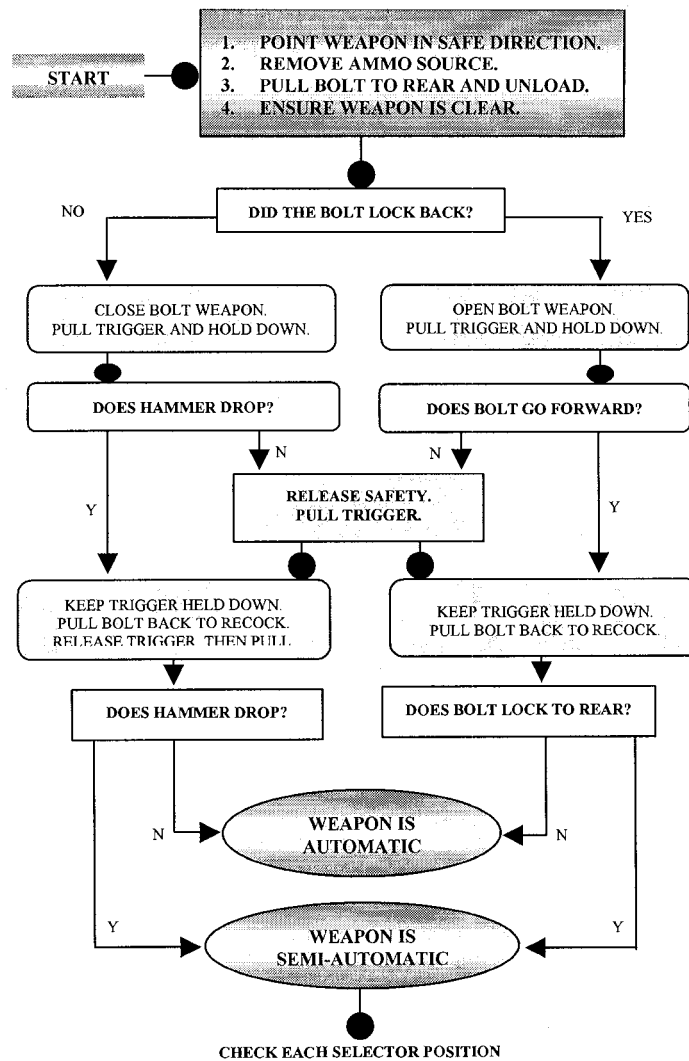 START
1. POINT WEAPON IN SAFE DIRECTION.
2. REMOVE AMMO SOURCE.
3. PULL BOLT TO REAR AND UNLOAD.
4. ENSURE WEAPON IS CLEAR.
DID THE BOLT LOCK BACK?
NO
YES
CLOSE BOLT WEAPON.
PULL TRIGGER AND HOLD DOWN.
OPEN BOLT WEAPON.
PULL TRIGGER AND HOLD DOWN.
DOES HAMMER DROP?
DOES BOLT GO FORWARD?
N
N
Y
Y
RELEASE SAFETY.
PULL TRIGGER.
KEEP TRIGGER HELD DOWN.
PULL BOLT BACK TO RECOCK.
RELEASE TRIGGER, THEN PULL
KEEP TRIGGER HELD DOWN.
PULL BOLT BACK TO RECOCK.
DOES HAMMER DROP?
DOES BOLT LOCK TO REAR?
N
N
WEAPON IS
AUTOMATIC
Y
Y
WEAPON IS
SEMI-AUTOMATIC
CHECK EACH SELECTOR POSITION